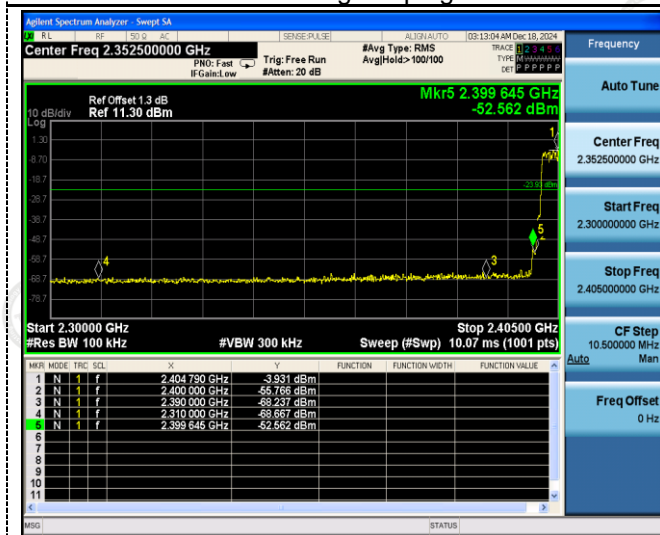 Agilent Spectrum Analyzer - Swept SA
RL RF 50 Ω AC SENSE:PULSE ALIGN AUTO 03:13:04 AM Dec 18, 2024
Center Freq 2.352500000 GHz #Avg Type: RMS TRACE 1 2 3 4 5 6
PNO: Fast Trig: Free Run Avg|Hold:> 100/100 TYPE M
IFGain:Low #Atten: 20 dB DET P P P P P P
Mkr5 2.399 645 GHz
Ref Offset 1.3 dB
10 dB/div Ref 11.30 dBm -52.562 dBm
Log
1
1.30
-8.70
-18.7
-23.93 dBm
-28.7
-38.7
-48.7
5
-58.7
4 3
-68.7
-78.7
Start 2.30000 GHz Stop 2.40500 GHz
#Res BW 100 kHz #VBW 300 kHz Sweep (#Swp) 10.07 ms (1001 pts)
MKR MODE TRC SCL X Y FUNCTION FUNCTION WIDTH FUNCTION VALUE
1 N 1 f 2.404 790 GHz -3.931 dBm
2 N 1 f 2.400 000 GHz -55.766 dBm
3 N 1 f 2.390 000 GHz -68.237 dBm
4 N 1 f 2.310 000 GHz -68.667 dBm
5 N 1 f 2.399 645 GHz -52.562 dBm
6
7
8
9
10
11
MSG STATUS
Frequency
Auto Tune
Center Freq
2.352500000 GHz
Start Freq
2.300000000 GHz
Stop Freq
2.405000000 GHz
CF Step
10.500000 MHz
Auto Man
Freq Offset
0 Hz